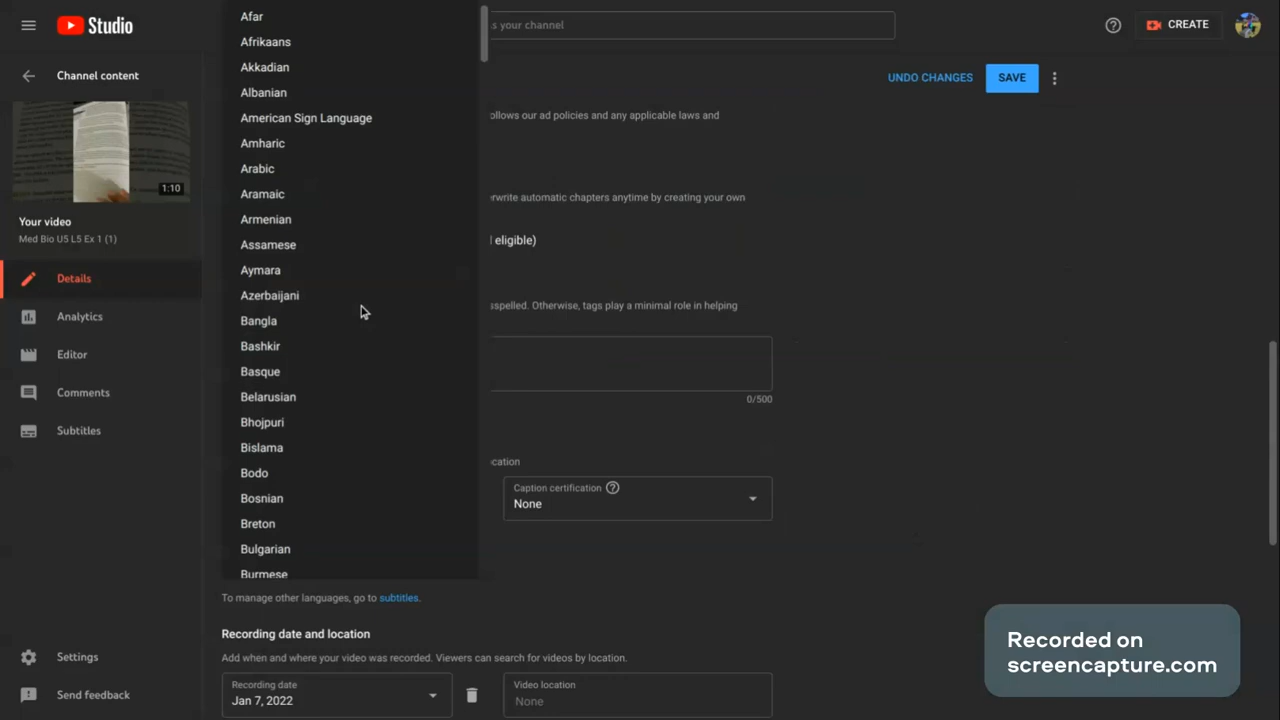 Studio
s your channel
CREATE
Channel content
UNDO CHANGES
SAVE
1:10
Your video
Med Bio U5 L5 Ex 1 (1)
Details
Analytics
Editor
Comments
Subtitles
Settings
Send feedback
Afar
Afrikaans
Akkadian
Albanian
American Sign Language
Amharic
Arabic
Aramaic
Armenian
Assamese
Aymara
Azerbaijani
Bangla
Bashkir
Basque
Belarusian
Bhojpuri
Bislama
Bodo
Bosnian
Breton
Bulgarian
Burmese
ollows our ad policies and any applicable laws and
rwrite automatic chapters anytime by creating your own
l eligible)
sspelled. Otherwise, tags play a minimal role in helping
0/500
cation
Caption certification
None
To manage other languages, go to subtitles.
Recording date and location
Add when and where your video was recorded. Viewers can search for videos by location.
Recording date
Jan 7, 2022
Video location
None
Recorded on
screencapture.com